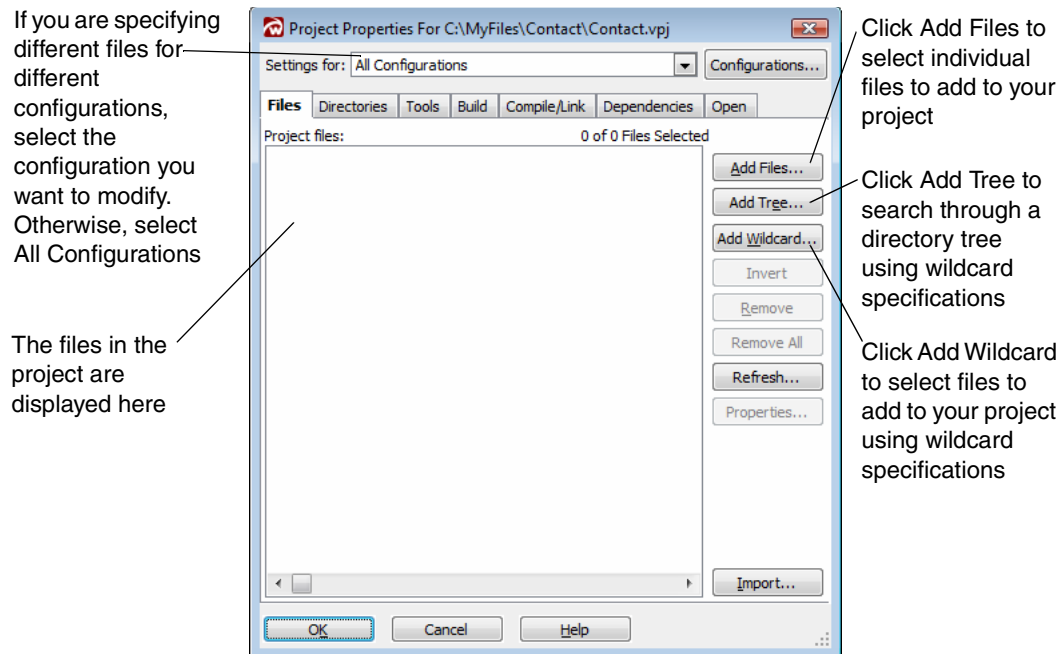 If you are specifying
different files for
different
configurations,
select the
configuration you
want to modify.
Otherwise, select
All Configurations
The files in the
project are
displayed here
Project Properties For C:\MyFiles\Contact\Contact.vpj
Settings for: All Configurations Configurations...
Files Directories Tools Build Compile/Link Dependencies Open
Project files: 0 of 0 Files Selected
Add Files...
Add Tree...
Add Wildcard...
Invert
Remove
Remove All
Refresh...
Properties...
Import...
OK Cancel Help
Click Add Files to
select individual
files to add to your
project
Click Add Tree to
search through a
directory tree
using wildcard
specifications
Click Add Wildcard
to select files to
add to your project
using wildcard
specifications